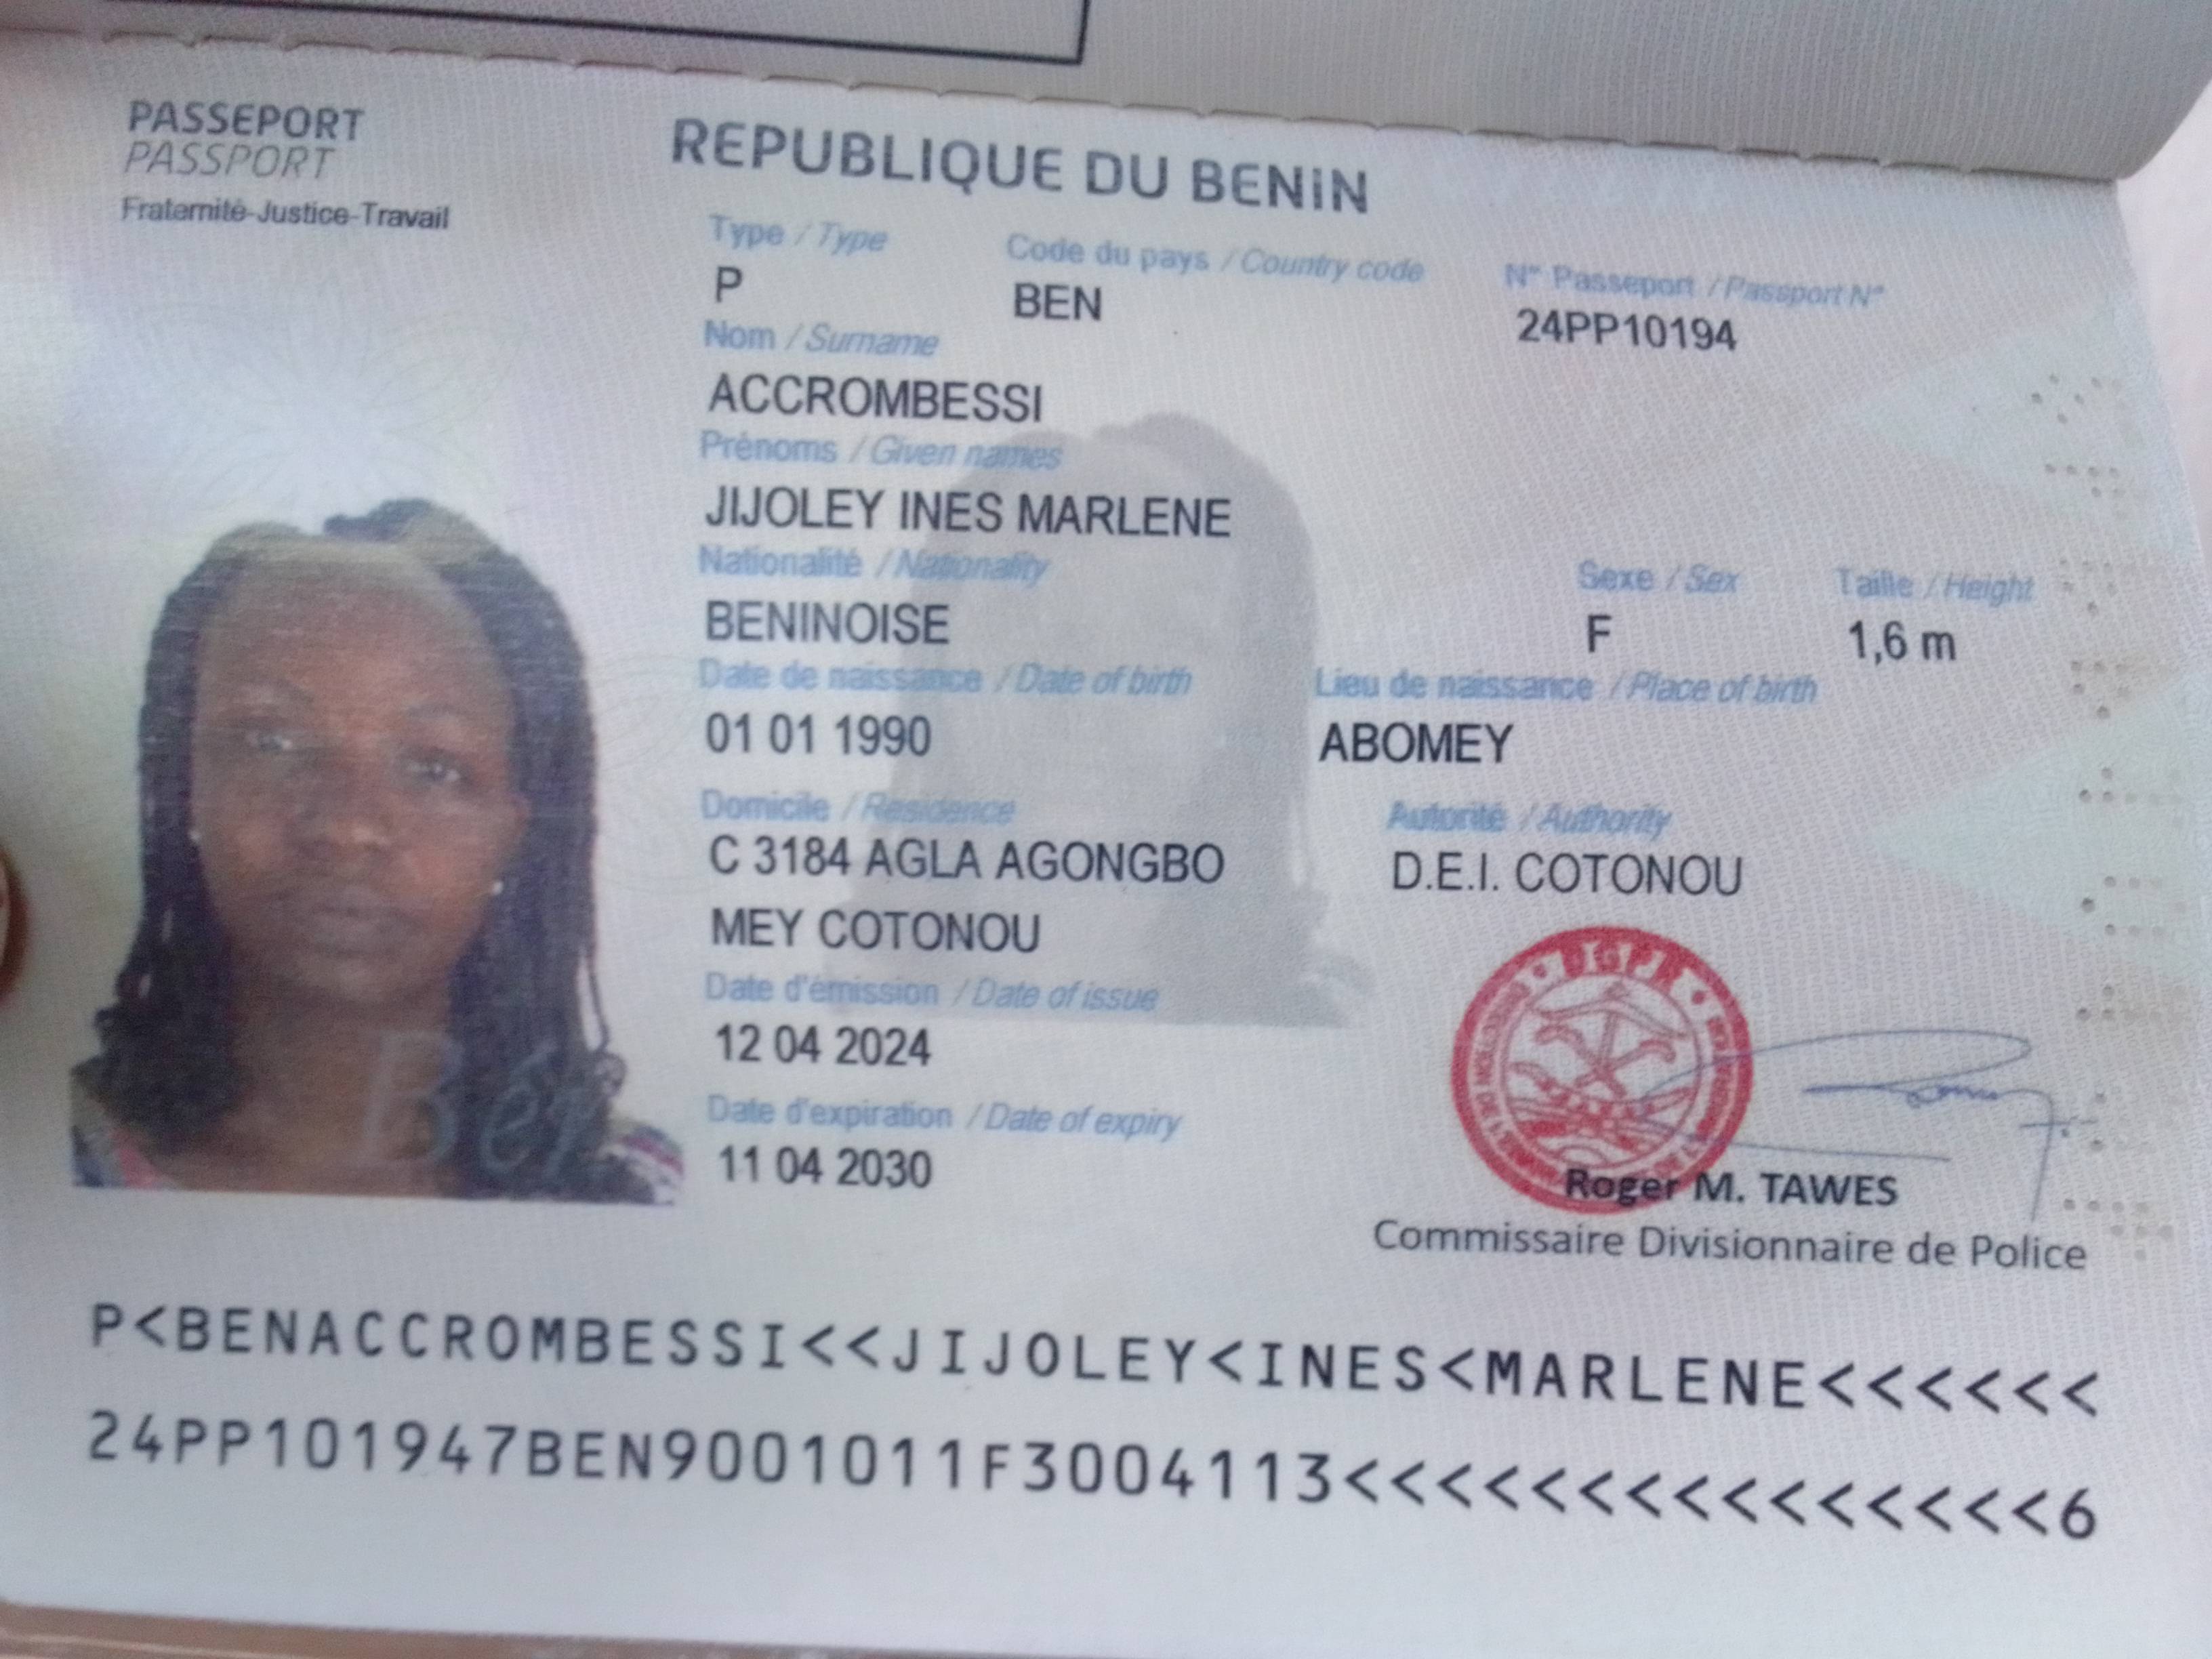 PASSEPORT
PASSPORT
Fraternité-Justice-Travail
REPUBLIQUE DU BENIN
Type / Type
Code du pays / Country code
N° Passeport / Passport N°
P
BEN
24PP10194
Nom / Surname
ACCROMBESSI
Prénoms / Given names
JIJOLEY INES MARLENE
Nationalité / Nationality
Sexe / Sex
Taille / Height
BENINOISE
F
1,6 m
Date de naissance / Date of birth
Lieu de naissance / Place of birth
01 01 1990
ABOMEY
Domicile / Residence
Autorité / Authority
C 3184 AGLA AGONGBO
D.E.I. COTONOU
MEY COTONOU
Date d'émission / Date of issue
12 04 2024
Date d'expiration / Date of expiry
11 04 2030
Roger M. TAWES
Commissaire Divisionnaire de Police
P<BENACCROMBESSI<<JIJOLEY<INES<MARLENE<<<<<<
24PP101947BEN9001011F3004113<<<<<<<<<<<<<<<6